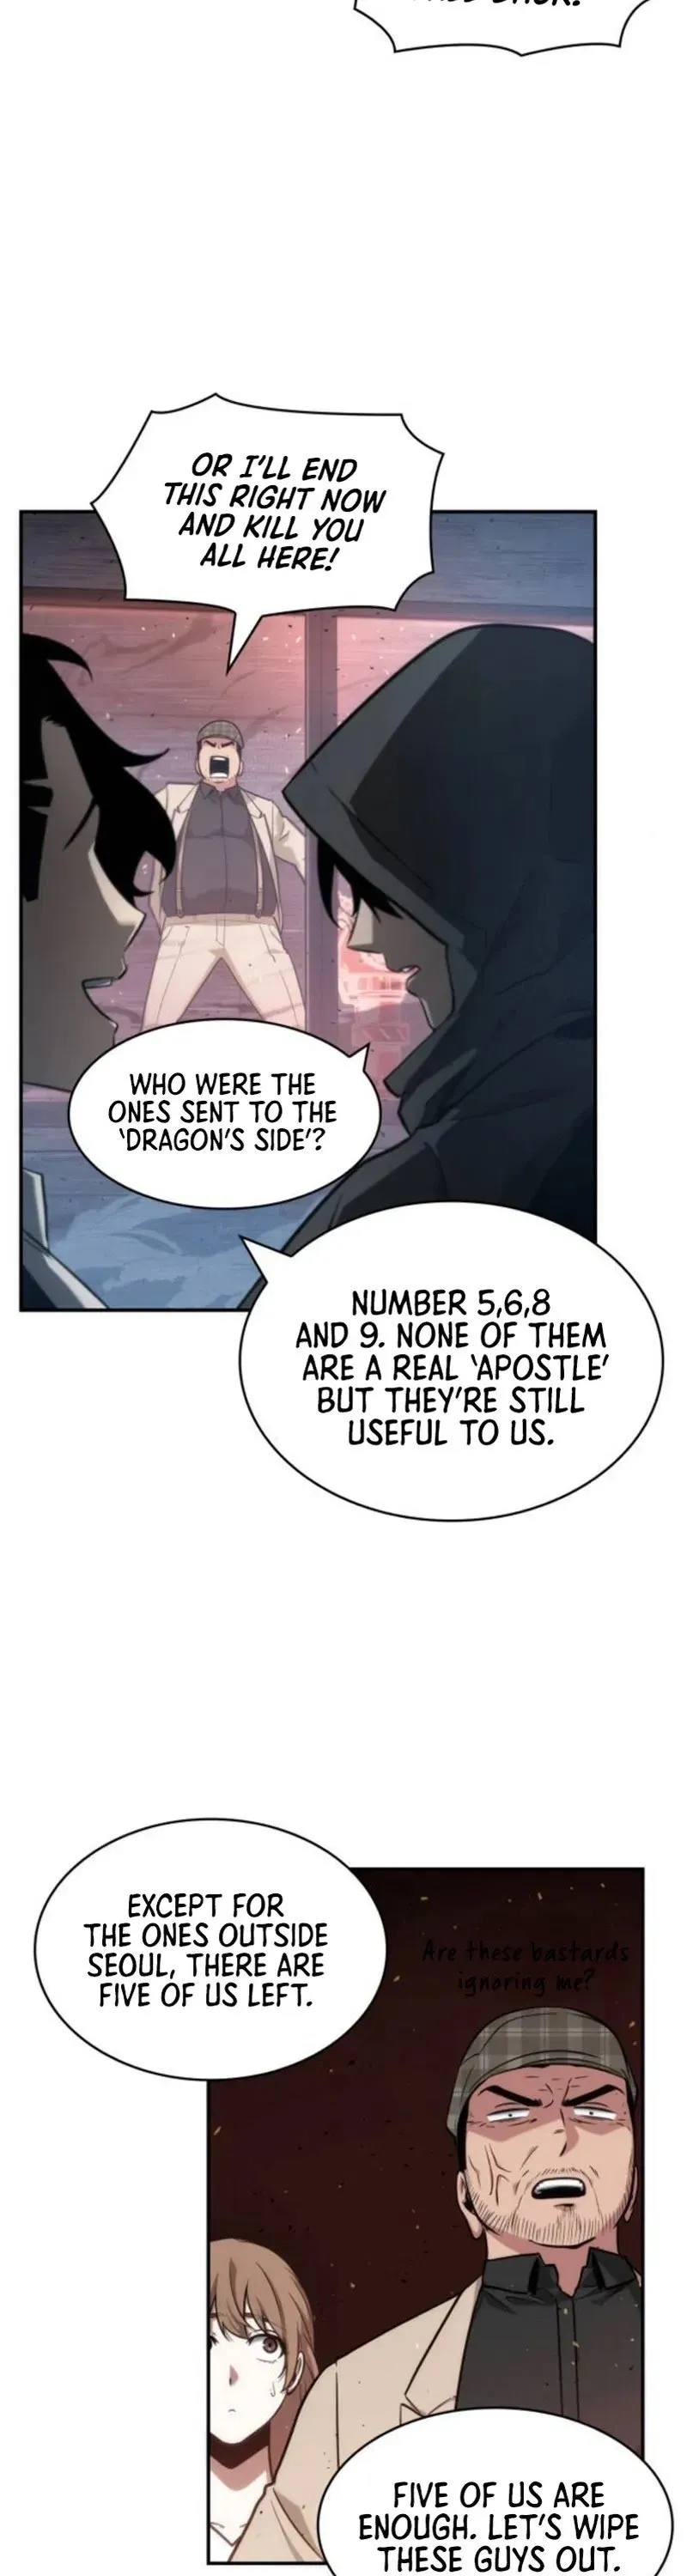 OR I'LL END
THIS RIGHT NOW
AND KILL YOU
ALL HERE!
WHO WERE THE
ONES SENT TO THE
'DRAGON'S SIDE'?
NUMBER 5,6,8
AND 9. NONE OF THEM
ARE A REAL 'APOSTLE'
BUT THEY'RE STILL
USEFUL TO US.
EXCEPT FOR
THE ONES OUTSIDE
SEOUL, THERE ARE
FIVE OF US LEFT.
Are these bastards
ignoring me?
FIVE OF US ARE
ENOUGH. LET'S WIPE
THESE GUYS OUT.